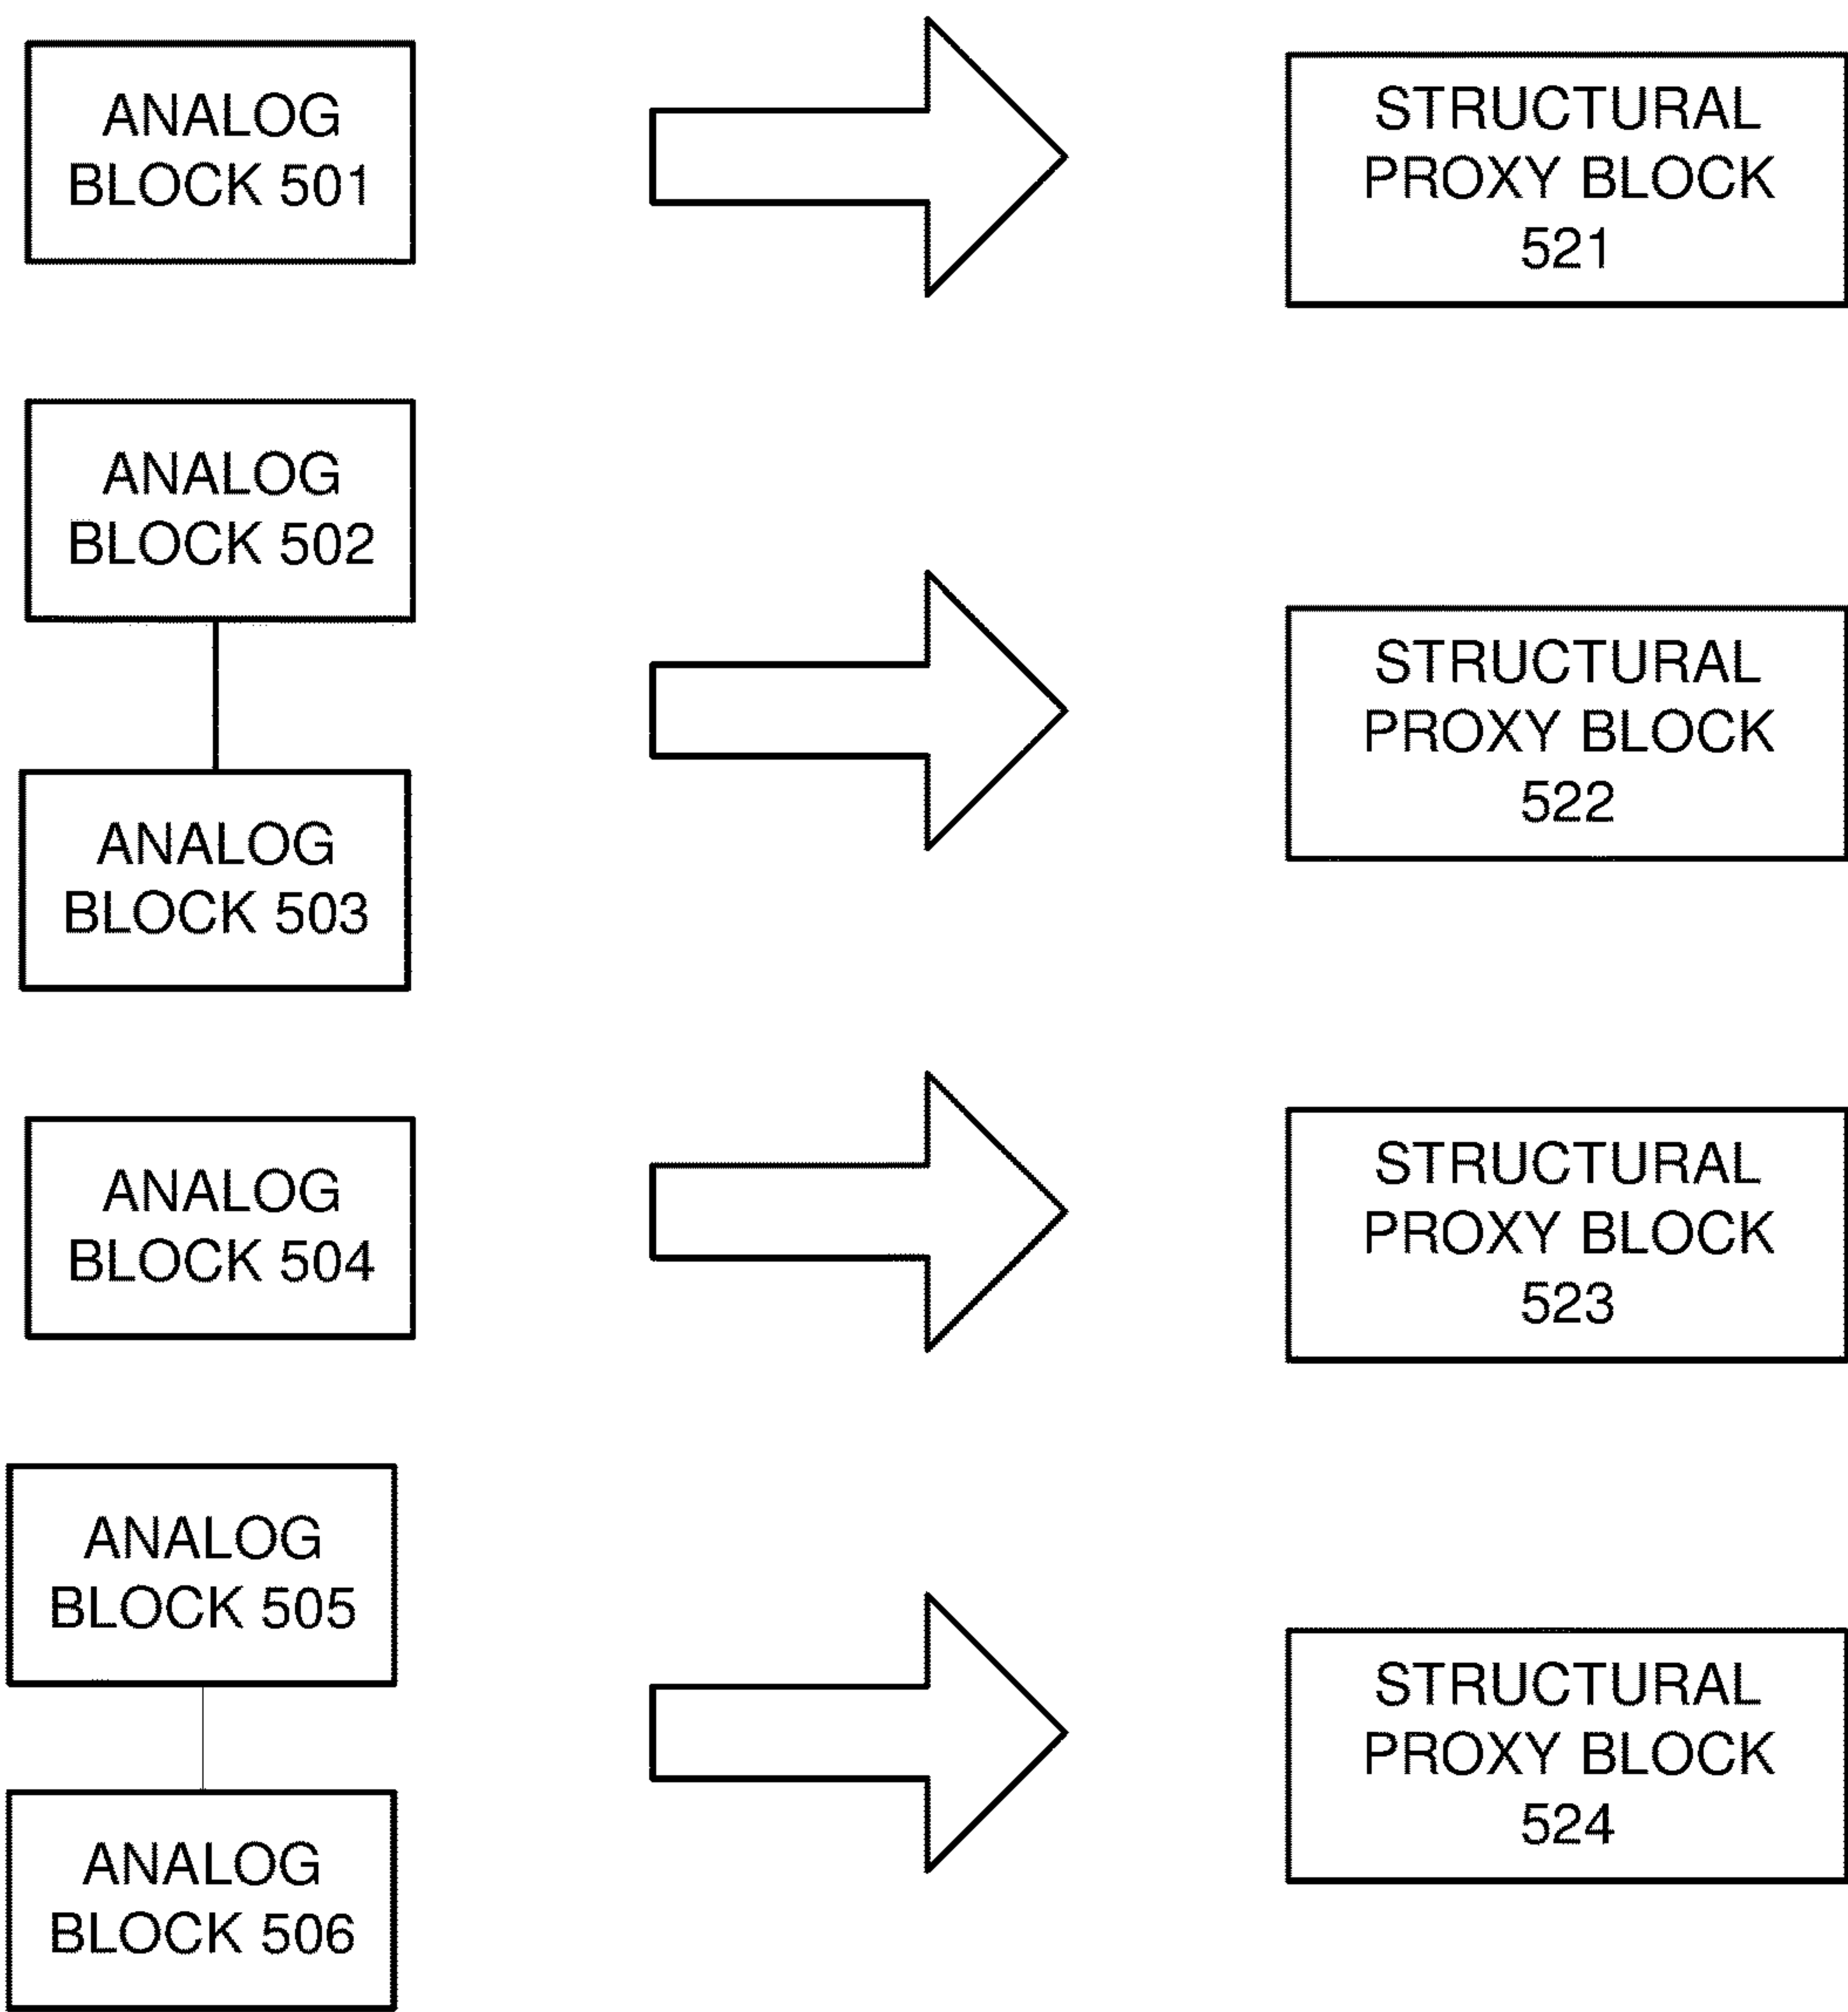 ANALOG
BLOCK 501
STRUCTURAL
PROXY BLOCK
521
ANALOG
BLOCK 502
ANALOG
BLOCK 503
STRUCTURAL
PROXY BLOCK
522
ANALOG
BLOCK 504
STRUCTURAL
PROXY BLOCK
523
ANALOG
BLOCK 505
ANALOG
BLOCK 506
STRUCTURAL
PROXY BLOCK
524